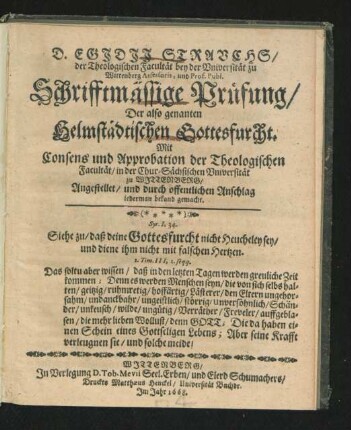 D. EGIDII STRAUCHS/
der Theologischen Facultät bey der Universität zu
Wittenberg Assessoris, und Prof. Publ.
Schrifftmässige Prüfung/
Der also genanten
Helmstädtischen Gottesfurcht.
Mit
Consens und Approbation der Theologischen
Facultät/ in der Chur-Sächsischen Universität
zu WITTENBERG/
Angestellet/ und durch öffentlichen Anschlag
jederman bekand gemacht.
Syr. I, 34.
Siehe zu/ daß deine Gottesfurcht nicht Heucheley sey/
und diene ihm nicht mit falschen Hertzen.
2. Tim. III, 1. seqq.
Das soltu aber wissen/ daß in den letzten Tagen werden greuliche Zeit
kommen: Denn es werden Menschen seyn/ die von sich selbs hal-
ten/ geitzig/ ruhmretig/ hoffärtig/ Lästerer/ den Eltern ungehor-
sahm/ undanckbahr/ ungeistlich/ störrig/ unversöhnlich/ Schän-
der/ unkeusch/ wilde/ ungütig/ Verräther/ Freveler/ auffgebla-
sen/ die mehr lieben Wollust/ denn GOTT. Die da haben ei-
nen Schein eines Gottseligen Lebens; Aber seine Krafft
verleugnen sie/ und solche meide/
WITTENBERG/
In Verlegung D. Tob. Mevii Seel. Erben/ und Elerd Schumachers/
Druckts Matthæus Henckel/ Universität Buchdr.
Im Jahr 1668.